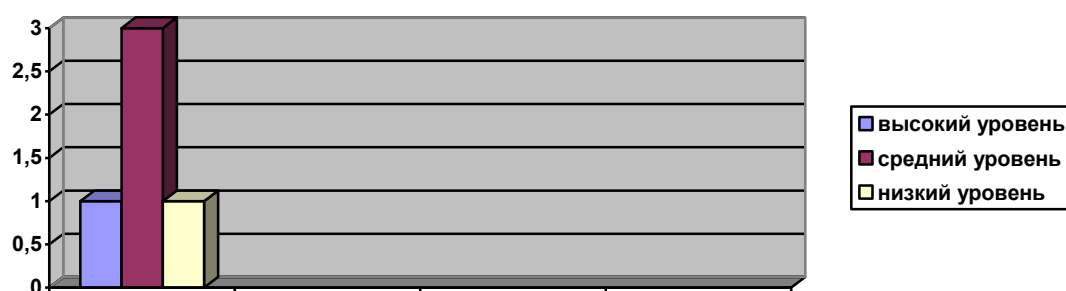 3
2,5
2
1,5
1
0,5
0
высокий уровень
средний уровень
низкий уровень